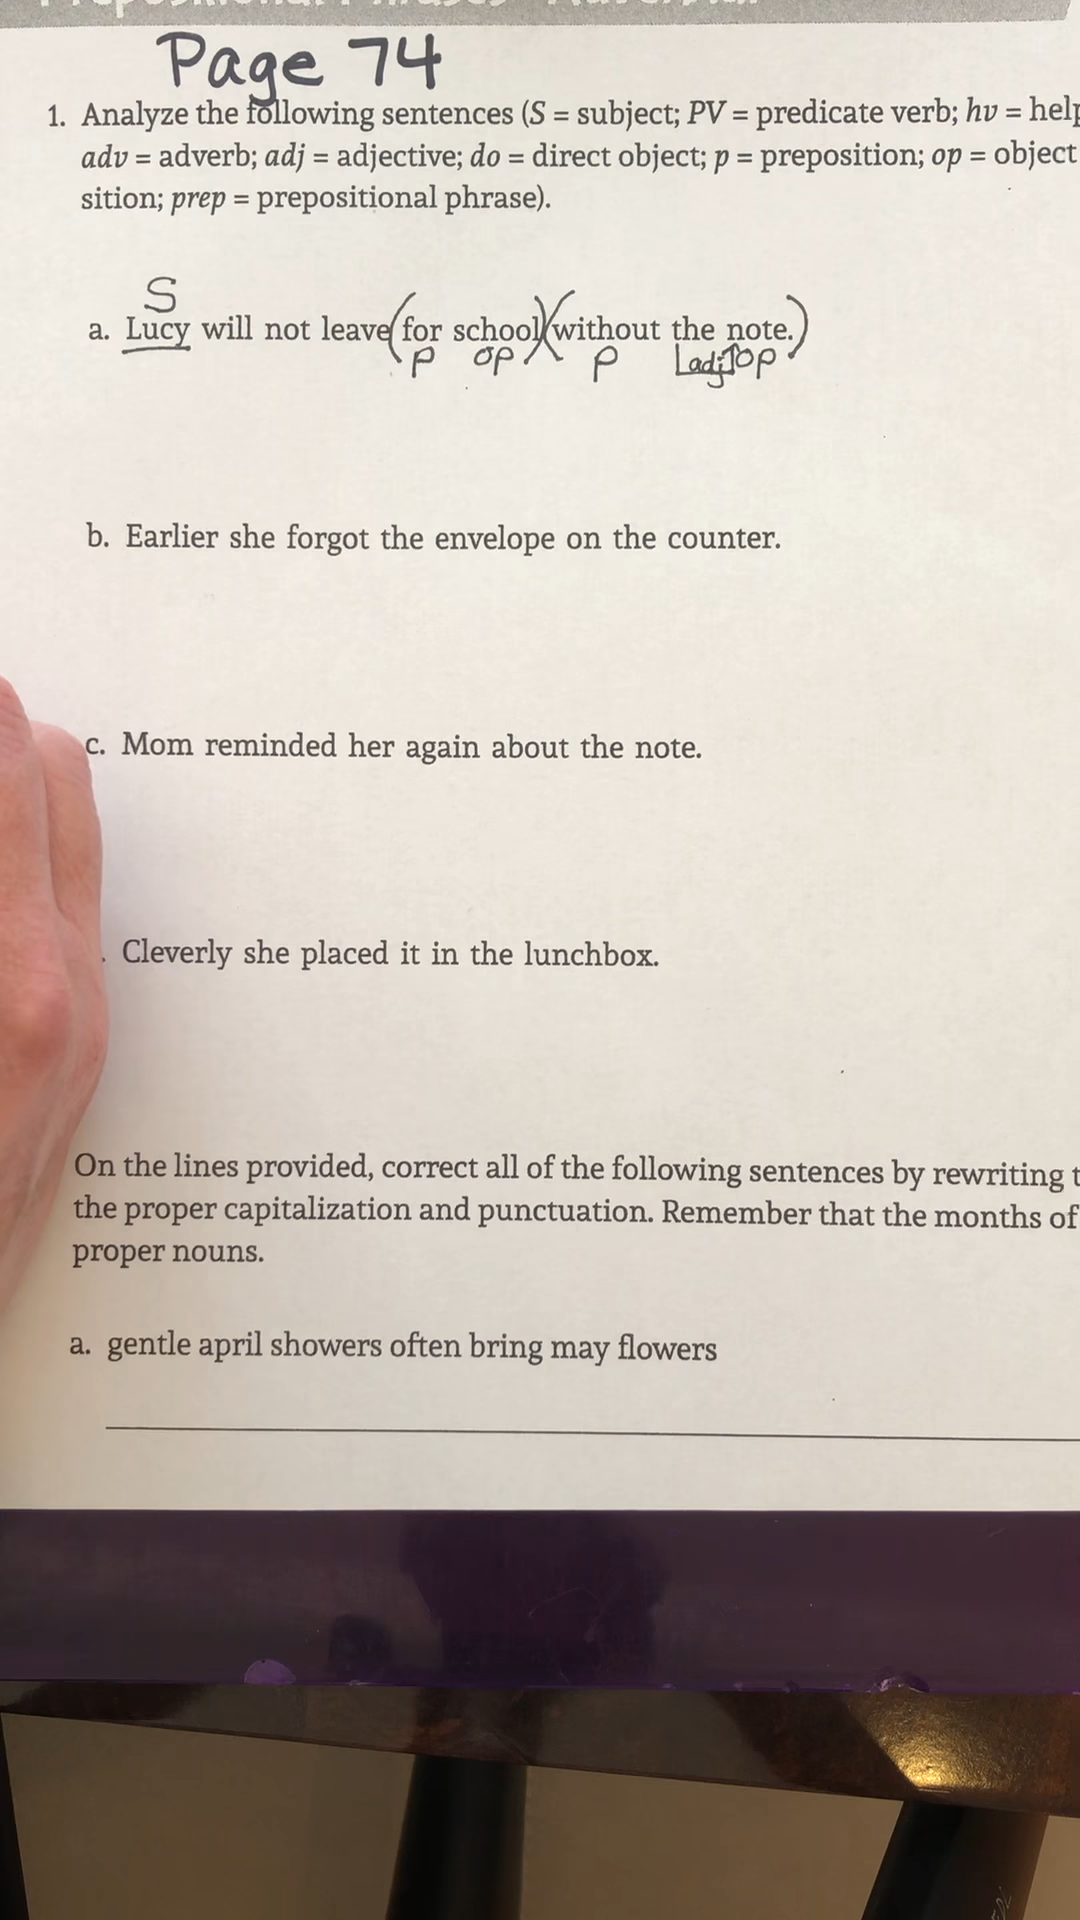 Page 74
1. Analyze the following sentences (S = subject; PV = predicate verb; hv = help
adv = adverb; adj = adjective; do = direct object; p = preposition; op = object
sition; prep = prepositional phrase).
S
a. Lucy will not leave (for school) (without the note.)
p op p adj op
b. Earlier she forgot the envelope on the counter.
c. Mom reminded her again about the note.
. Cleverly she placed it in the lunchbox.
On the lines provided, correct all of the following sentences by rewriting t
the proper capitalization and punctuation. Remember that the months of
proper nouns.
a. gentle april showers often bring may flowers